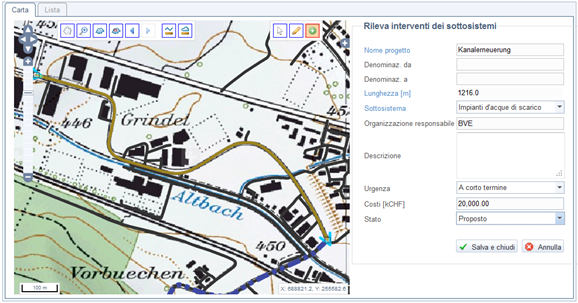 Carta Lista
Rileva interventi dei sottosistemi
Nome progetto Kanalerneuerung
Denominaz. da
Denominaz. a
Lunghezza [m] 1216.0
Sottosistema Impianti d'acque di scarico
Organizzazione responsabile BVE
Descrizione
Urgenza A corto termine
Costi [kCHF] 20,000.00
Stato Proposto
Salva e chiudi Annulla
446
Grindel
Altbach
450
Vorbuechen
100 m
X: 688821.2, Y: 255582.6